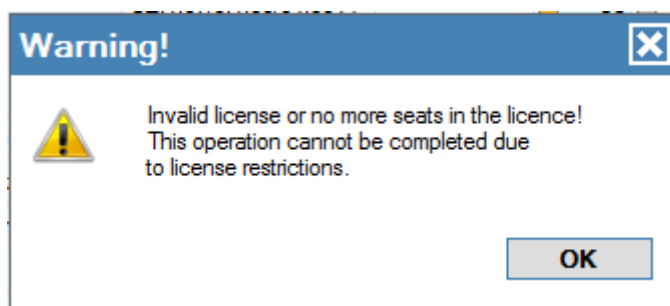 Warning!
Invalid license or no more seats in the licence!
This operation cannot be completed due
to license restrictions.
OK